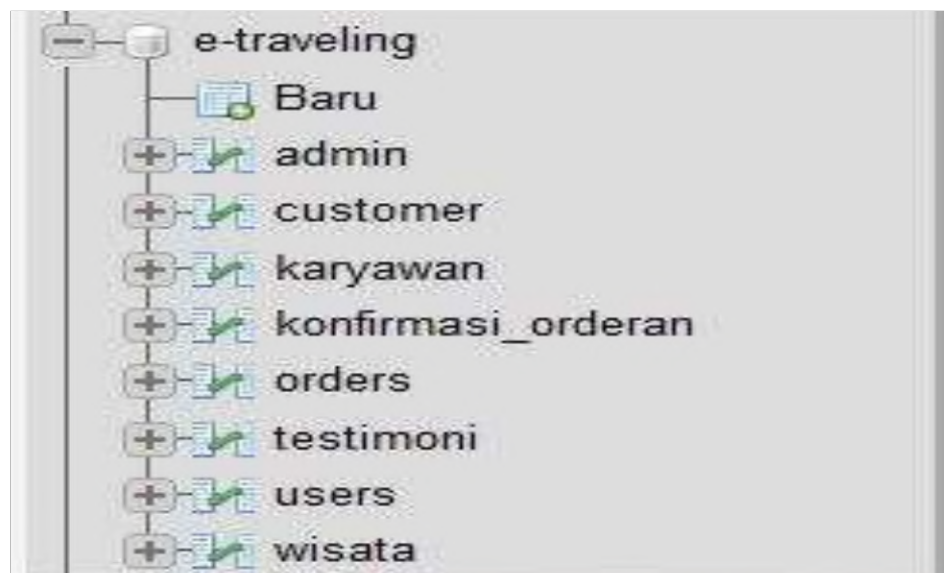 e-traveling
Baru
admin
customer
karyawan
konfirmasi_orderan
orders
testimoni
users
wisata